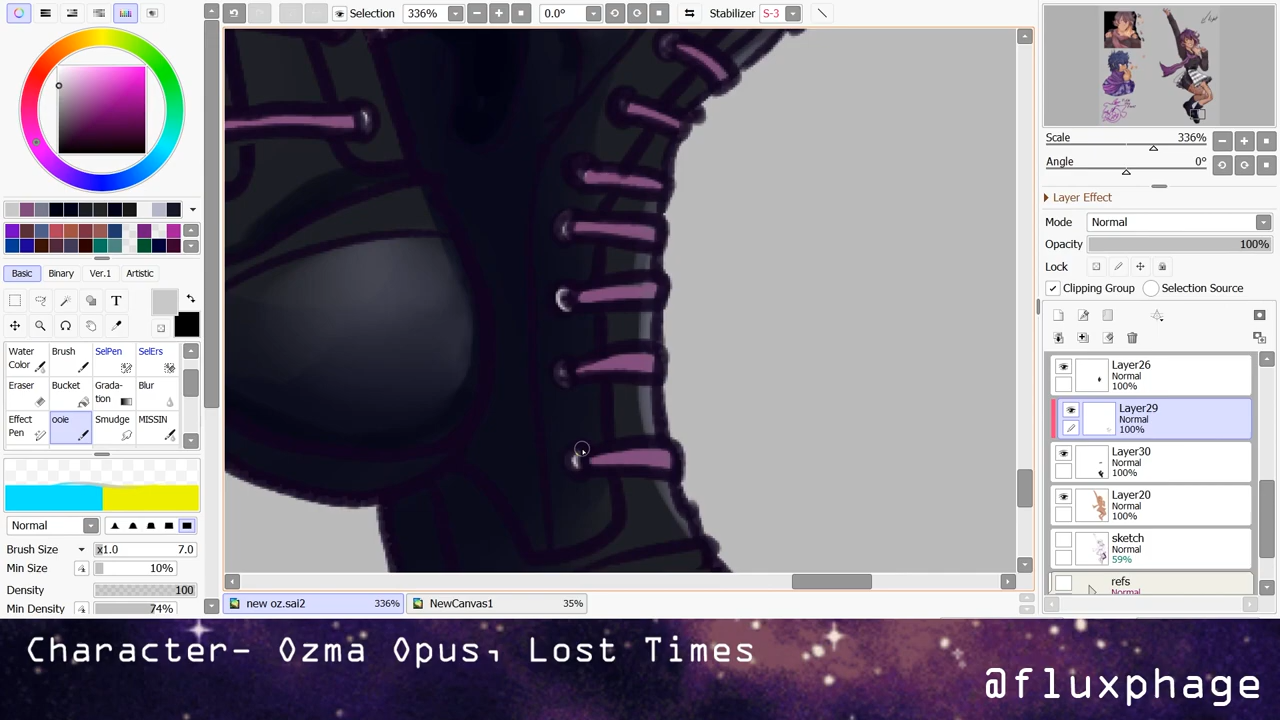 Selection 336% 0.0° Stabilizer S-3
Basic Binary Ver.1 Artistic
T
Water Color Brush SelPen SelErs
Eraser Bucket Grada-tion Blur
Effect Pen ooie Smudge MISSIN
Normal
Brush Size x1.0 7.0
Min Size 10%
Density 100
Min Density 74%
new oz.sai2 336% NewCanvas1 35%
Scale 336%
Angle 0°
Layer Effect
Mode Normal
Opacity 100%
Lock
Clipping Group Selection Source
Layer26
Normal
100%
Layer29
Normal
100%
Layer30
Normal
100%
Layer20
Normal
100%
sketch
Normal
59%
refs
Normal
Character- Ozma Opus, Lost Times
@fluxphage